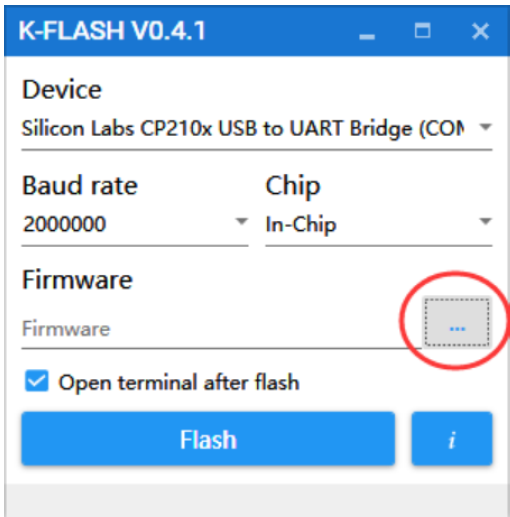 K-FLASH V0.4.1
Device
Silicon Labs CP210x USB to UART Bridge (COM
Baud rate
Chip
2000000
In-Chip
Firmware
Firmware
...
Open terminal after flash
Flash
i